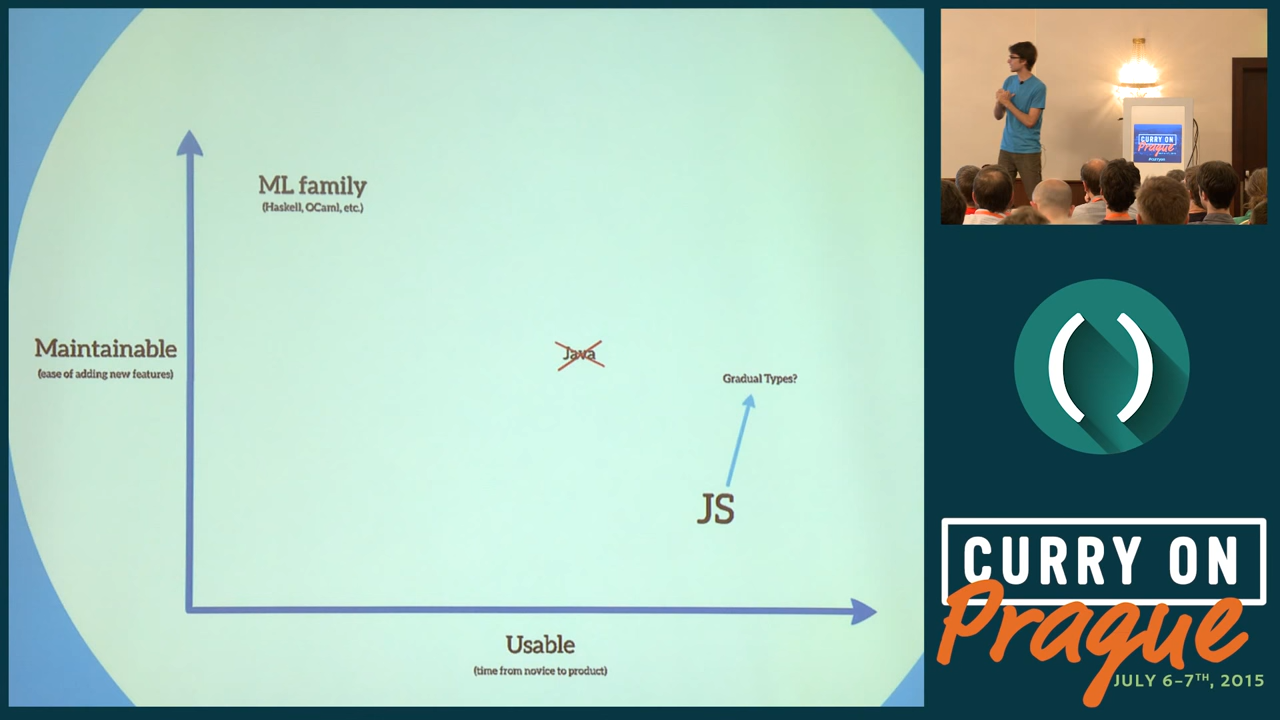 ML family
(Haskell, OCaml, etc.)
Maintainable
(ease of adding new features)
Java
Gradual Types?
JS
Usable
(time from novice to product)
CURRY ON
Prague
#curryon
( )
CURRY ON
Prague
JULY 6–7TH, 2015